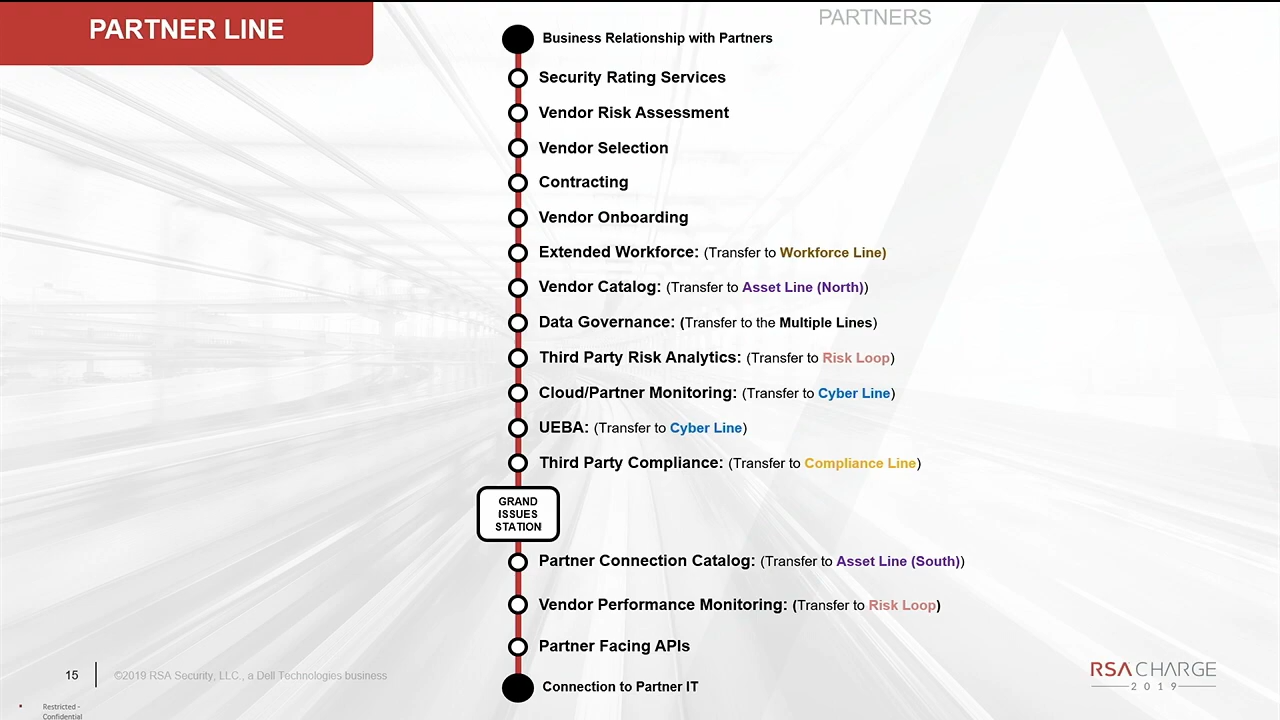 PARTNER LINE
PARTNERS
Business Relationship with Partners
Security Rating Services
Vendor Risk Assessment
Vendor Selection
Contracting
Vendor Onboarding
Extended Workforce: (Transfer to Workforce Line)
Vendor Catalog: (Transfer to Asset Line (North))
Data Governance: (Transfer to the Multiple Lines)
Third Party Risk Analytics: (Transfer to Risk Loop)
Cloud/Partner Monitoring: (Transfer to Cyber Line)
UEBA: (Transfer to Cyber Line)
Third Party Compliance: (Transfer to Compliance Line)
GRAND
ISSUES
STATION
Partner Connection Catalog: (Transfer to Asset Line (South))
Vendor Performance Monitoring: (Transfer to Risk Loop)
Partner Facing APIs
Connection to Partner IT
15
©2019 RSA Security, LLC., a Dell Technologies business
Restricted -
Confidential
RSA CHARGE
2019